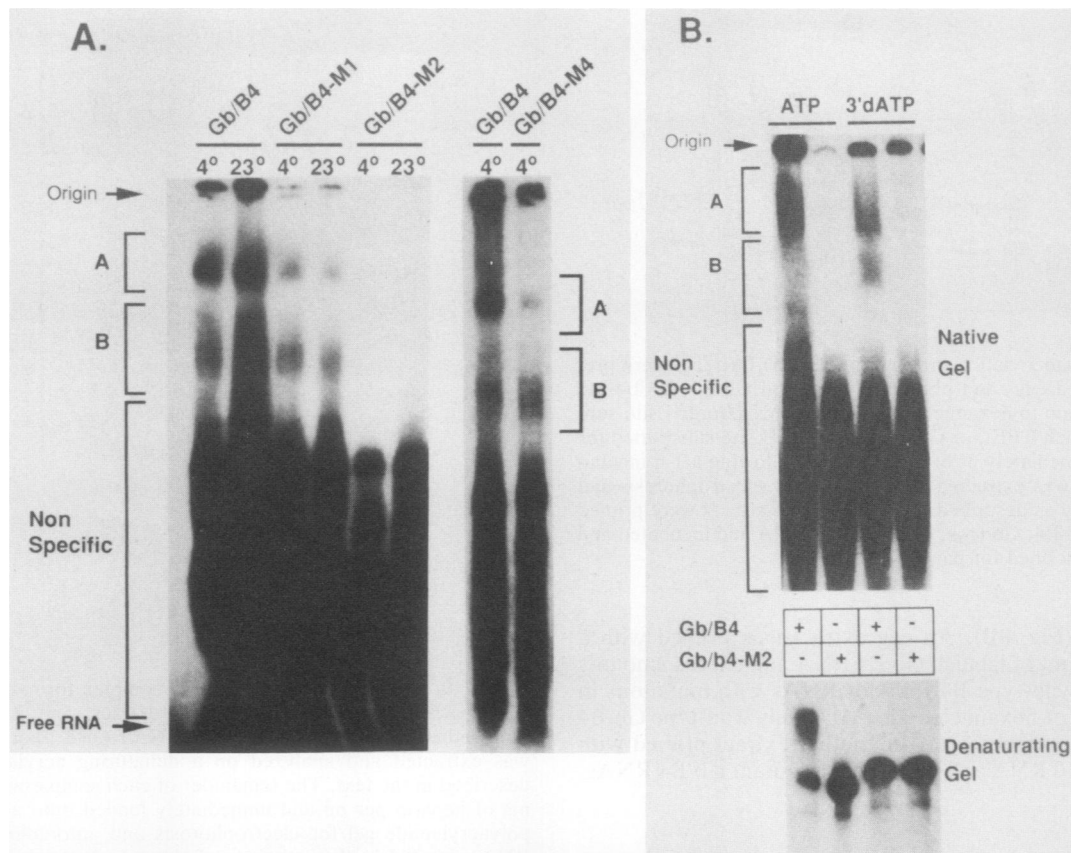 A.
Gb/B4 Gb/B4-M1 Gb/B4-M2 Gb/B4 Gb/B4-M4
4° 23° 4° 23° 4° 23° 4° 4°
Origin
A
B
Non
Specific
Free RNA
A
B
B.
ATP 3'dATP
Origin
A
B
Non
Specific
Native
Gel
Gb/B4 + - + -
Gb/b4-M2 - + - +
Denaturating
Gel